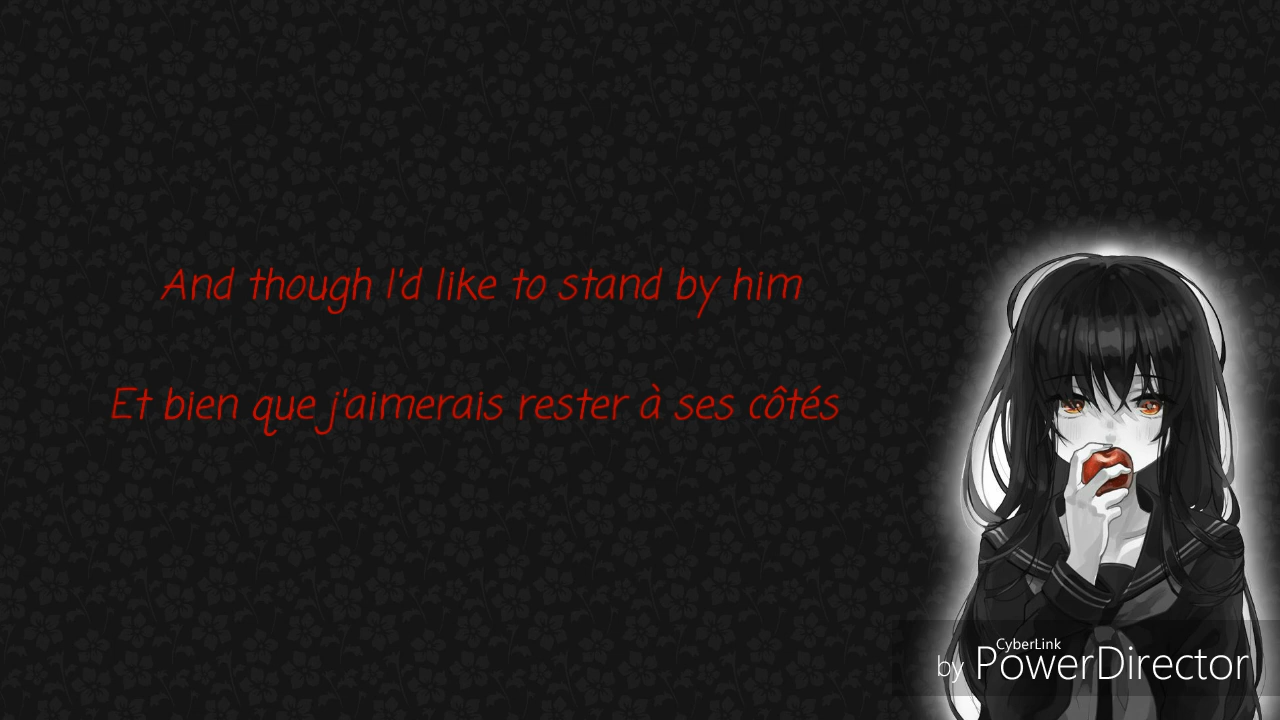 And though I'd like to stand by him
Et bien que j'aimerais rester à ses côtés
CyberLink
by PowerDirector